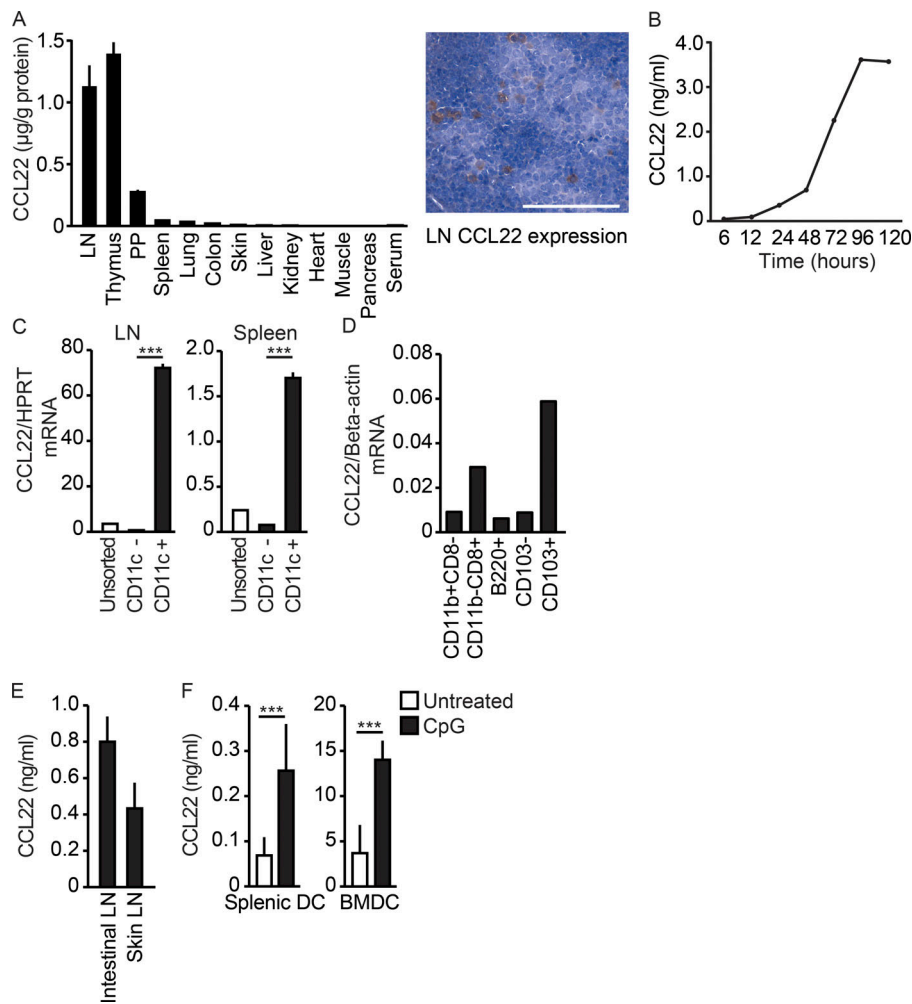 A
CCL22 (µg/g protein)
1.5
1.0
0.5
0
LN
Thymus
PP
Spleen
Lung
Colon
Skin
Liver
Kidney
Heart
Muscle
Pancreas
Serum
LN CCL22 expression
B
CCL22 (ng/ml)
4.0
2.0
0
6 12 24 48 72 96 120
Time (hours)
C
LN
CCL22/HPRT
mRNA
80
60
40
20
0
***
Unsorted
CD11c -
CD11c +
Spleen
2.0
1.5
1.0
0.5
0
***
Unsorted
CD11c -
CD11c +
D
CCL22/Beta-actin
mRNA
0.08
0.06
0.04
0.02
0
CD11b+CD8-
CD11b-CD8+
B220+
CD103-
CD103+
E
CCL22 (ng/ml)
1.0
0.8
0.6
0.4
0.2
0
Intestinal LN
Skin LN
F
CCL22 (ng/ml)
0.4
0.3
0.2
0.1
0
***
Splenic DC
20
15
10
5
0
***
BMDC
Untreated
CpG